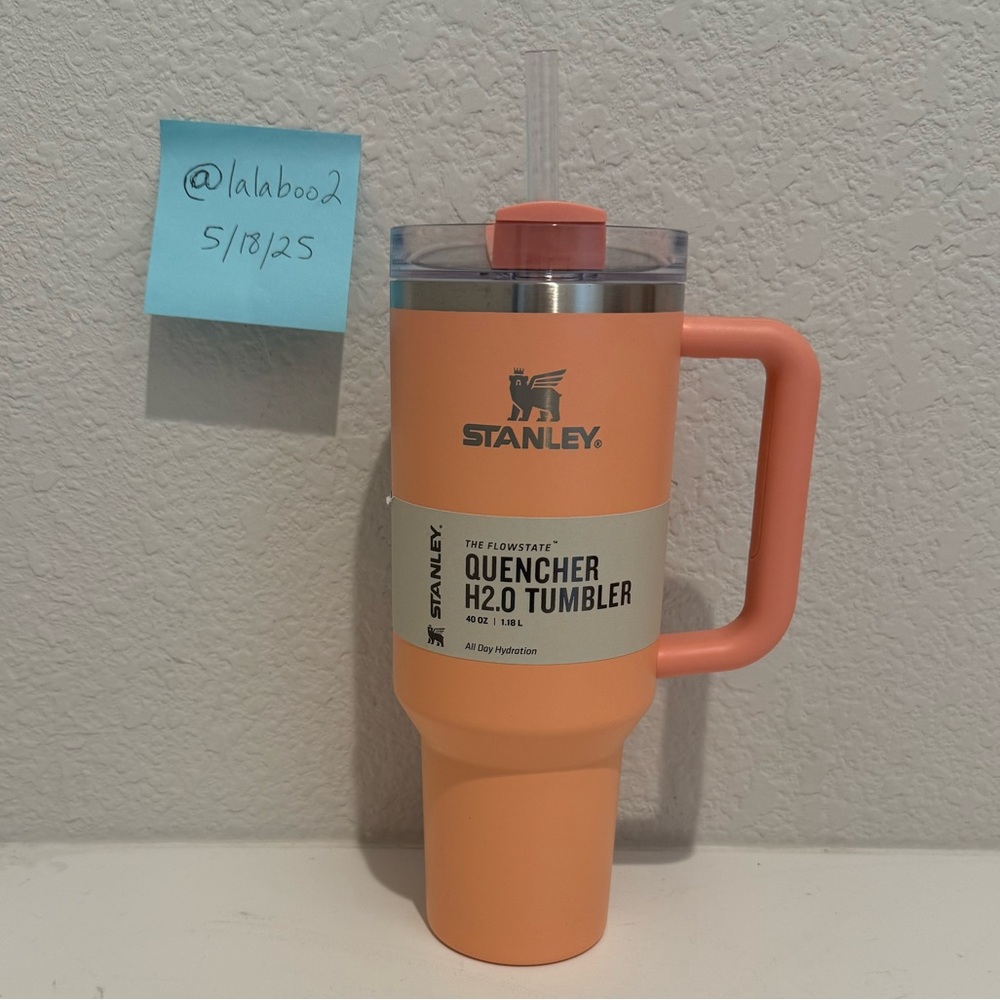 @lalaboo2
5/18/25
STANLEY®
STANLEY®
THE FLOWSTATE™
QUENCHER
H2.0 TUMBLER
40 OZ | 1.18 L
All Day Hydration